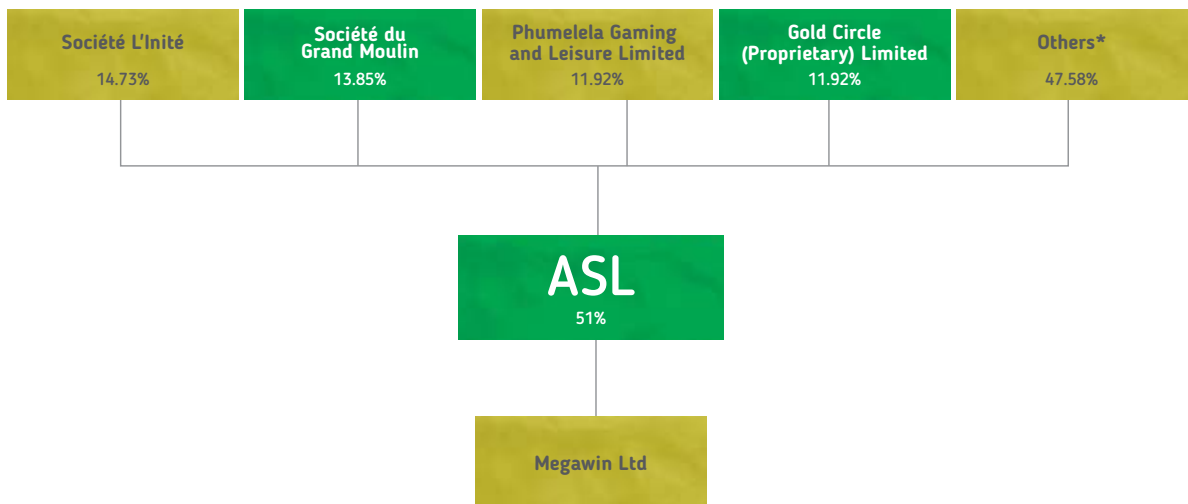 Société L'Inité
14.73%
Société du
Grand Moulin
13.85%
Phumelela Gaming
and Leisure Limited
11.92%
Gold Circle
(Proprietary) Limited
11.92%
Others*
47.58%
ASL
51%
Megawin Ltd